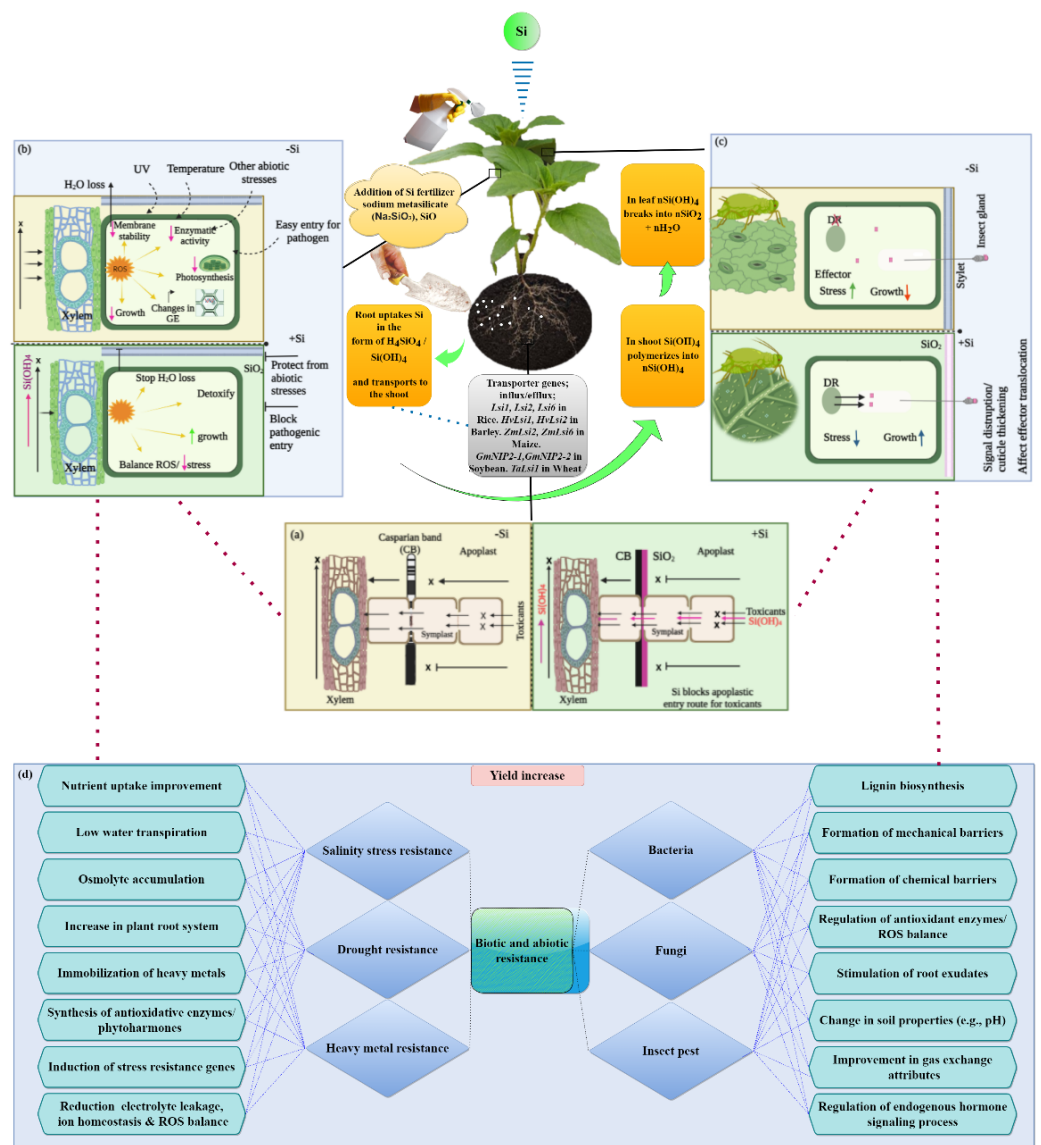 Si
(b)
-Si
UV
Temperature
Other abiotic
stresses
H₂O loss
x
Membrane
stability
Enzymatic
activity
Easy entry for
pathogen
ROS
Photosynthesis
Growth
Changes in
GE
Xylem
+Si
Si(OH)₄
SiO₂
Stop H₂O loss
Detoxify
growth
Balance ROS/ stress
Xylem
Protect from
abiotic
stresses
Block
pathogenic
entry
Addition of Si fertilizer
sodium metasilicate
(Na₂SiO₃), SiO
Root uptakes Si
in the
form of H₄SiO₄ /
Si(OH)₄
and transports to
the shoot
Transporter genes;
influx/efflux;
Lsi1, Lsi2, Lsi6 in
Rice. HvLsi1, HvLsi2 in
Barley. ZmLsi2, ZmLsi6 in
Maize.
GmNIP2-1,GmNIP2-2 in
Soybean. TaLsi1 in Wheat
In leaf nSi(OH)₄
breaks into nSiO₂
+ nH₂O
In shoot Si(OH)₄
polymerizes into
nSi(OH)₄
(c)
-Si
DR
Effector
Stress
Growth
Stylet
Insect gland
SiO₂
+Si
DR
Stress
Growth
Signal distruption/
cuticle thickening
Affect effector translocation
(a)
-Si
Casparian band
(CB)
Apoplast
x
x
x
x
Symplast
Toxicants
x
Xylem
+Si
CB
SiO₂
Apoplast
x
x
Si(OH)₄
x
x
Symplast
Toxicants
Si(OH)₄
x
Xylem
Si blocks apoplastic
entry route for toxicants
(d)
Yield increase
Nutrient uptake improvement
Low water transpiration
Osmolyte accumulation
Increase in plant root system
Immobilization of heavy metals
Synthesis of antioxidative enzymes/
phytoharmones
Induction of stress resistance genes
Reduction electrolyte leakage,
ion homeostasis & ROS balance
Salinity stress resistance
Drought resistance
Heavy metal resistance
Biotic and abiotic
resistance
Bacteria
Fungi
Insect pest
Lignin biosynthesis
Formation of mechanical barriers
Formation of chemical barriers
Regulation of antioxidant enzymes/
ROS balance
Stimulation of root exudates
Change in soil properties (e.g., pH)
Improvement in gas exchange
attributes
Regulation of endogenous hormone
signaling process